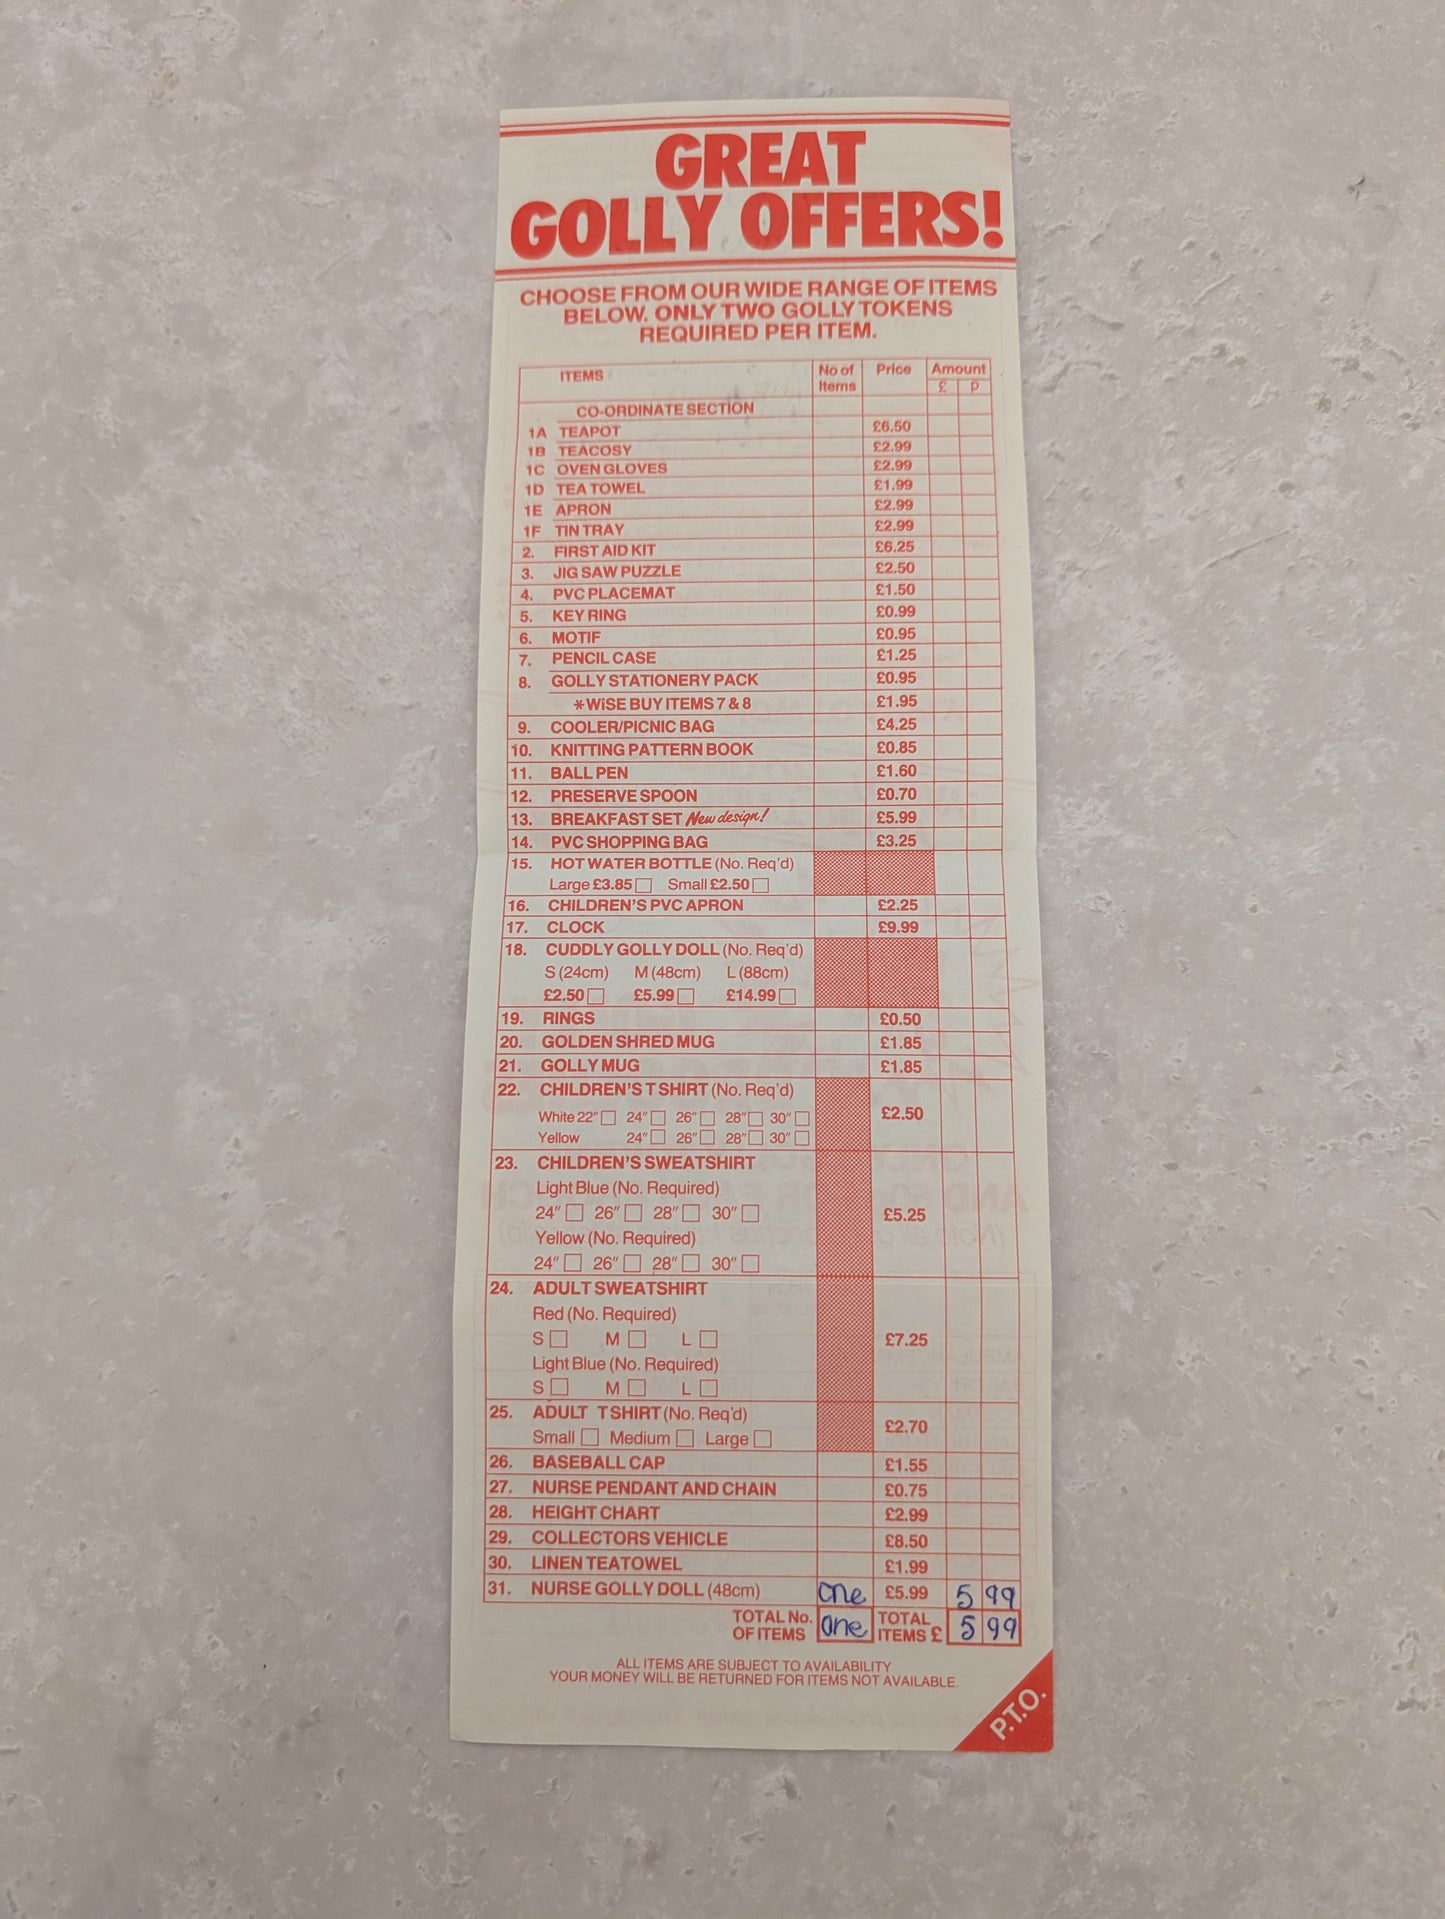 GREAT
GOLLY OFFERS!
CHOOSE FROM OUR WIDE RANGE OF ITEMS
BELOW. ONLY TWO GOLLY TOKENS
REQUIRED PER ITEM.
ITEMS No of Items Price Amount £ p
CO-ORDINATE SECTION
1A TEAPOT £6.50
1B TEACOSY £2.99
1C OVEN GLOVES £2.99
1D TEA TOWEL £1.99
1E APRON £2.99
1F TIN TRAY £2.99
2. FIRST AID KIT £6.25
3. JIG SAW PUZZLE £2.50
4. PVC PLACEMAT £1.50
5. KEY RING £0.99
6. MOTIF £0.95
7. PENCIL CASE £1.25
8. GOLLY STATIONERY PACK £0.95
*WiSE BUY ITEMS 7 & 8 £1.95
9. COOLER/PICNIC BAG £4.25
10. KNITTING PATTERN BOOK £0.85
11. BALL PEN £1.60
12. PRESERVE SPOON £0.70
13. BREAKFAST SET New design! £5.99
14. PVC SHOPPING BAG £3.25
15. HOT WATER BOTTLE (No. Req'd)
Large £3.85 Small £2.50
16. CHILDREN'S PVC APRON £2.25
17. CLOCK £9.99
18. CUDDLY GOLLY DOLL (No. Req'd)
S (24cm) M (48cm) L (88cm)
£2.50 £5.99 £14.99
19. RINGS £0.50
20. GOLDEN SHRED MUG £1.85
21. GOLLY MUG £1.85
22. CHILDREN'S T SHIRT (No. Req'd) £2.50
White 22" 24" 26" 28" 30"
Yellow 24" 26" 28" 30"
23. CHILDREN'S SWEATSHIRT
Light Blue (No. Required)
24" 26" 28" 30" £5.25
Yellow (No. Required)
24" 26" 28" 30"
24. ADULT SWEATSHIRT
Red (No. Required)
S M L £7.25
Light Blue (No. Required)
S M L
25. ADULT T SHIRT (No. Req'd) £2.70
Small Medium Large
26. BASEBALL CAP £1.55
27. NURSE PENDANT AND CHAIN £0.75
28. HEIGHT CHART £2.99
29. COLLECTORS VEHICLE £8.50
30. LINEN TEATOWEL £1.99
31. NURSE GOLLY DOLL (48cm) One £5.99 5 99
TOTAL No. OF ITEMS One TOTAL ITEMS £ 5 99
ALL ITEMS ARE SUBJECT TO AVAILABILITY
YOUR MONEY WILL BE RETURNED FOR ITEMS NOT AVAILABLE.
P.T.O.